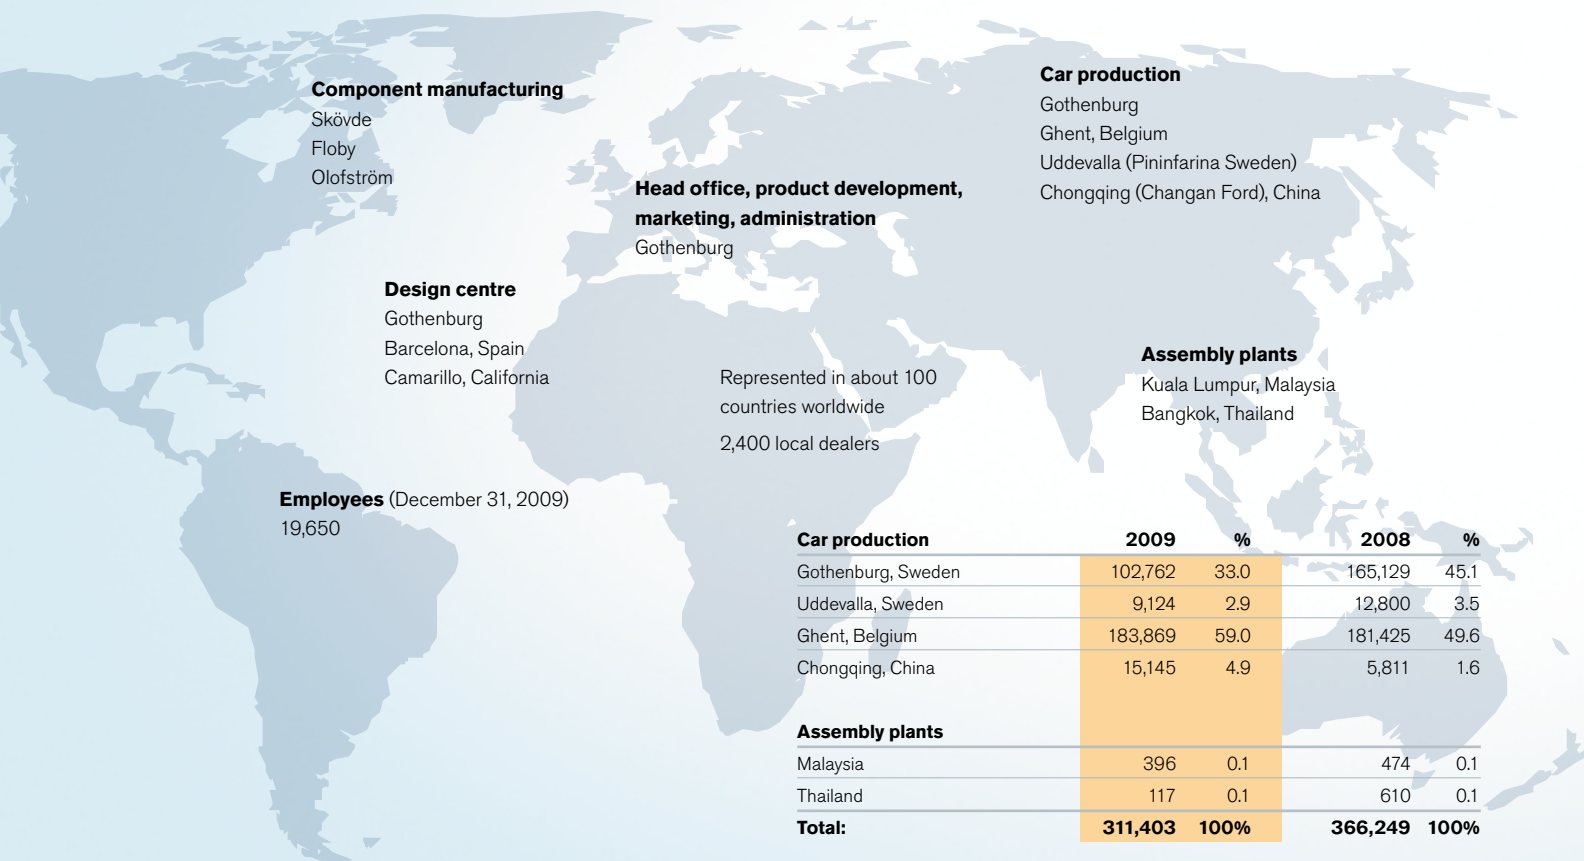 Component manufacturing
Skövde
Floby
Olofström
Car production
Gothenburg
Ghent, Belgium
Uddevalla (Pininfarina Sweden)
Chongqing (Changan Ford), China
Head office, product development,
marketing, administration
Gothenburg
Design centre
Gothenburg
Barcelona, Spain
Camarillo, California
Represented in about 100
countries worldwide
2,400 local dealers
Assembly plants
Kuala Lumpur, Malaysia
Bangkok, Thailand
Employees (December 31, 2009)
19,650
Car production 2009 % 2008 %
Gothenburg, Sweden 102,762 33.0 165,129 45.1
Uddevalla, Sweden 9,124 2.9 12,800 3.5
Ghent, Belgium 183,869 59.0 181,425 49.6
Chongqing, China 15,145 4.9 5,811 1.6
Assembly plants
Malaysia 396 0.1 474 0.1
Thailand 117 0.1 610 0.1
Total: 311,403 100% 366,249 100%